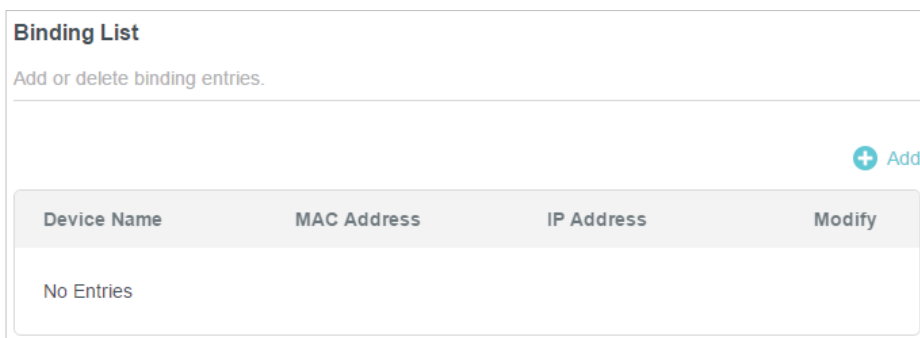 Binding List
Add or delete binding entries.
Add
Device Name MAC Address IP Address Modify
No Entries